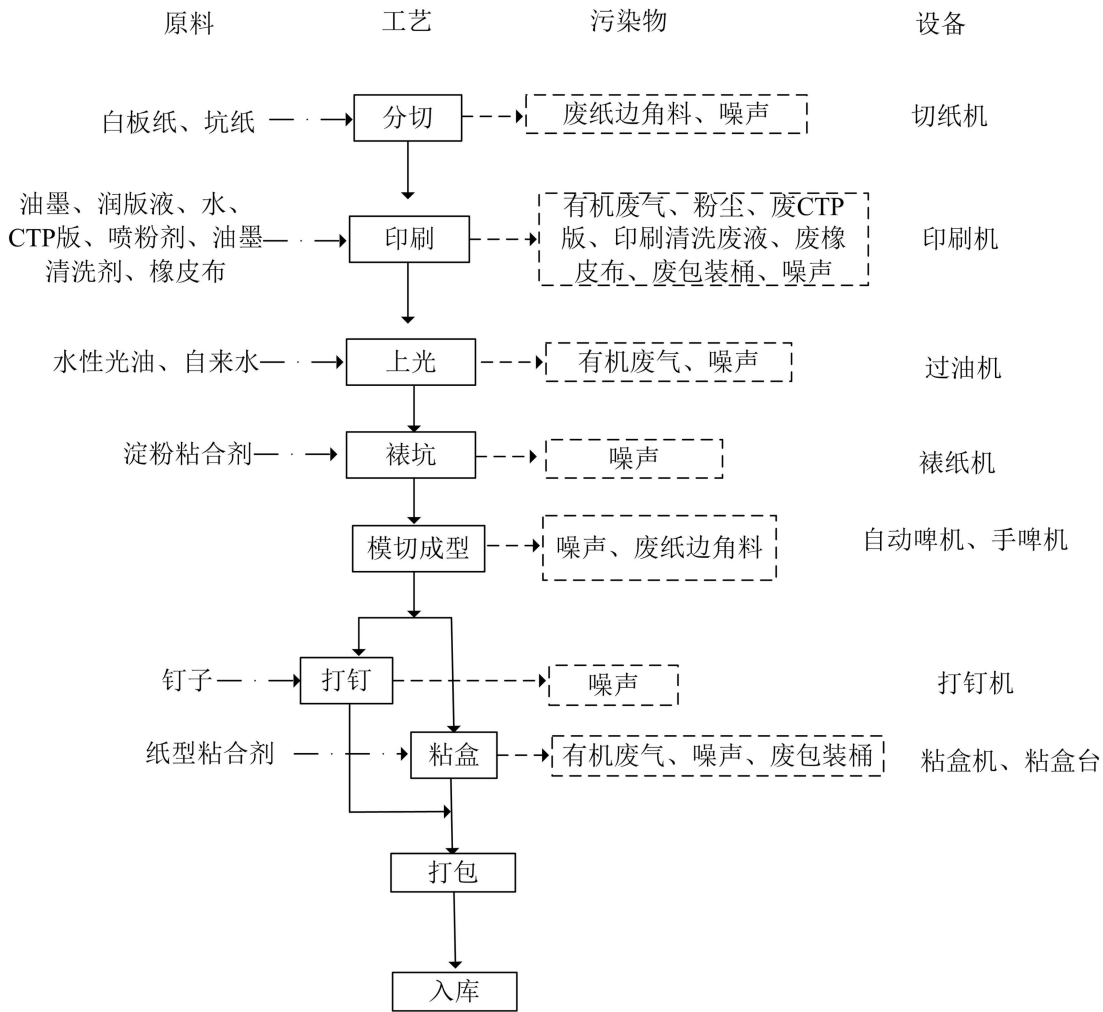 原料 工艺 污染物 设备
白板纸、坑纸 分切 废纸边角料、噪声 切纸机
油墨、润版液、水、
CTP版、喷粉剂、油墨
清洗剂、橡皮布
印刷
有机废气、粉尘、废CTP
版、印刷清洗废液、废橡
皮布、废包装桶、噪声
印刷机
水性光油、自来水 上光 有机废气、噪声 过油机
淀粉粘合剂 裱坑 噪声 裱纸机
模切成型 噪声、废纸边角料 自动啤机、手啤机
钉子 打钉 噪声 打钉机
纸型粘合剂 粘盒 有机废气、噪声、废包装桶 粘盒机、粘盒台
打包
入库